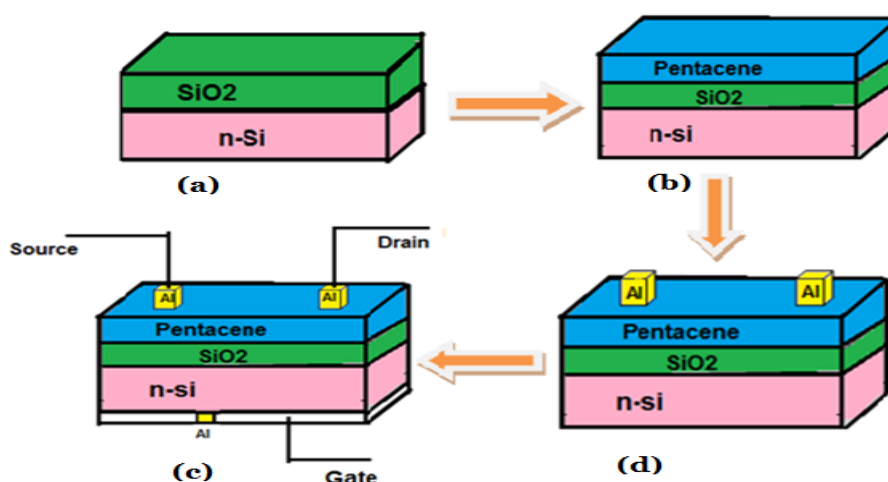 SiO2
n-Si
(a)
Pentacene
SiO2
n-si
(b)
Source
Drain
Al
Al
Pentacene
SiO2
n-si
Al
(c)
Gate
Al
Al
Pentacene
SiO2
n-si
(d)